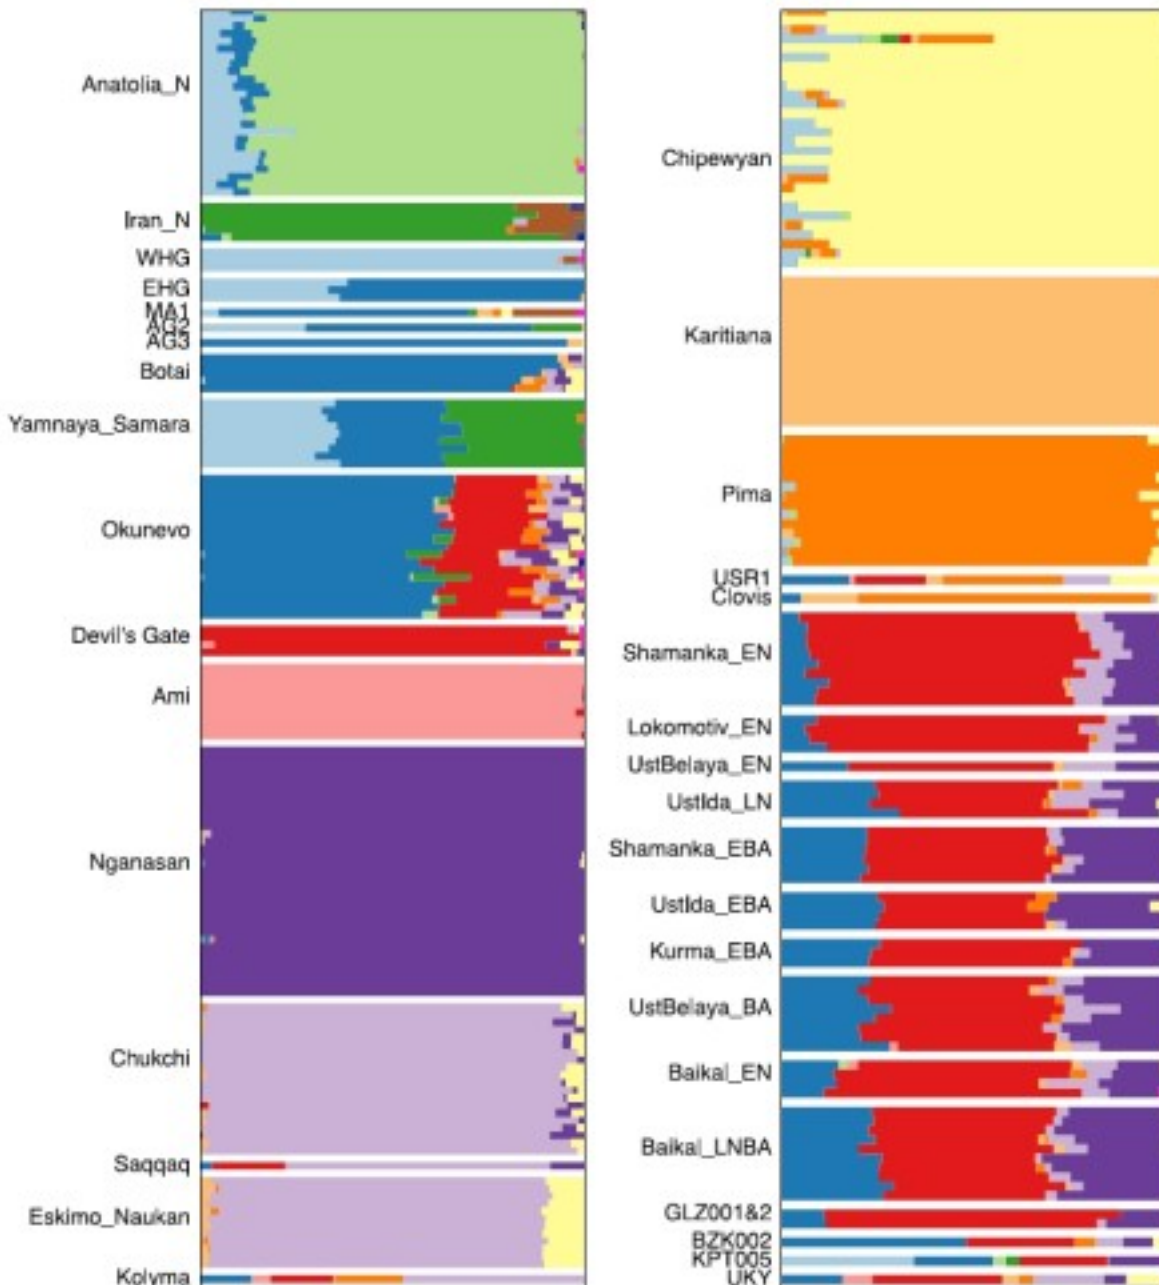 Anatolia_N
Iran_N
WHG
EHG
MA1
AG2
AG3
Botai
Yamnaya_Samara
Okunevo
Devil's Gate
Ami
Nganasan
Chukchi
Saqqaq
Eskimo_Naukan
Kolyma
Chipewyan
Karitiana
Pima
USR1
Clovis
Shamanka_EN
Lokomotiv_EN
UstBelaya_EN
UstIda_LN
Shamanka_EBA
UstIda_EBA
Kurma_EBA
UstBelaya_BA
Baikal_EN
Baikal_LNBA
GLZ001&2
BZK002
KPT005
UKY